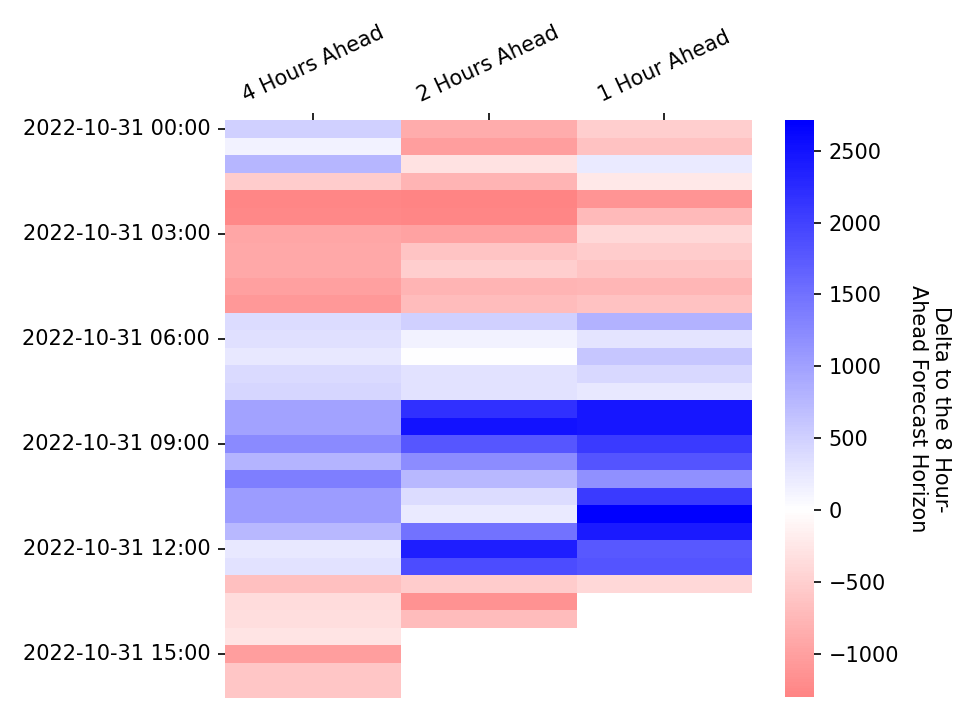 4 Hours Ahead
2 Hours Ahead
1 Hour Ahead
2022-10-31 00:00
2022-10-31 03:00
2022-10-31 06:00
2022-10-31 09:00
2022-10-31 12:00
2022-10-31 15:00
2500
2000
1500
1000
500
0
−500
−1000
Delta to the 8 Hour-
Ahead Forecast Horizon